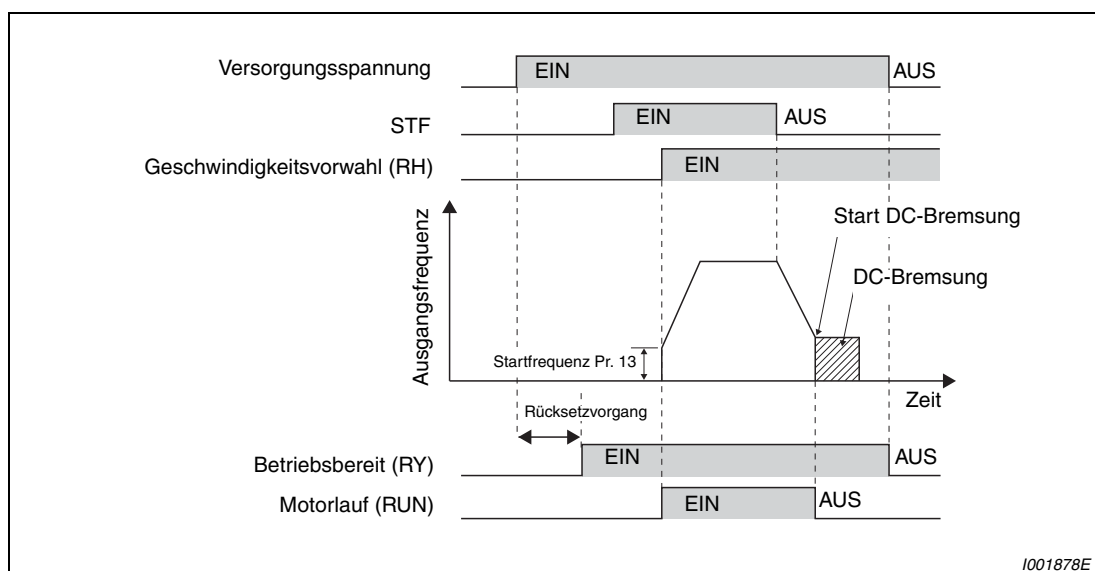 Versorgungsspannung
EIN
AUS
STF
EIN
AUS
Geschwindigkeitsvorwahl (RH)
EIN
Ausgangsfrequenz
Start DC-Bremsung
DC-Bremsung
Startfrequenz Pr. 13
Zeit
Rücksetzvorgang
Betriebsbereit (RY)
EIN
AUS
Motorlauf (RUN)
EIN
AUS
I001878E